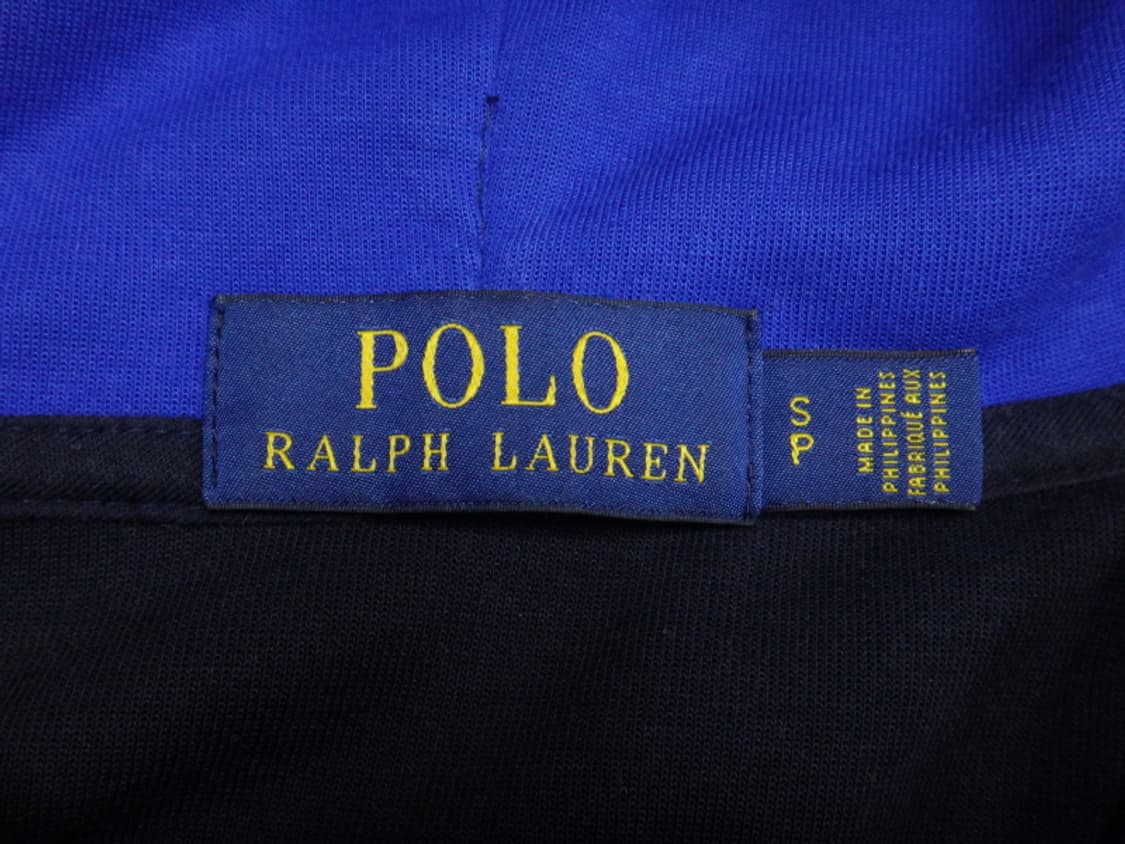 POLO
RALPH LAUREN
S
P
MADE IN
PHILIPPINES
FABRIQUÉ AUX
PHILIPPINES